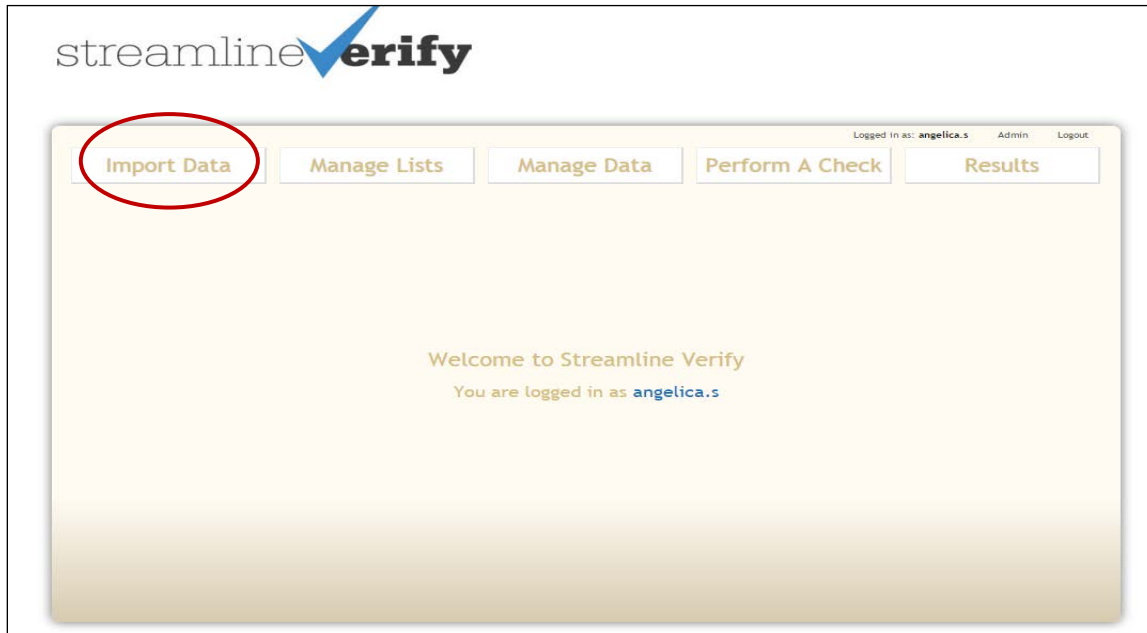 streamlineVerify
Logged in as: angelica.s Admin Logout
Import Data Manage Lists Manage Data Perform A Check Results
Welcome to Streamline Verify
You are logged in as angelica.s